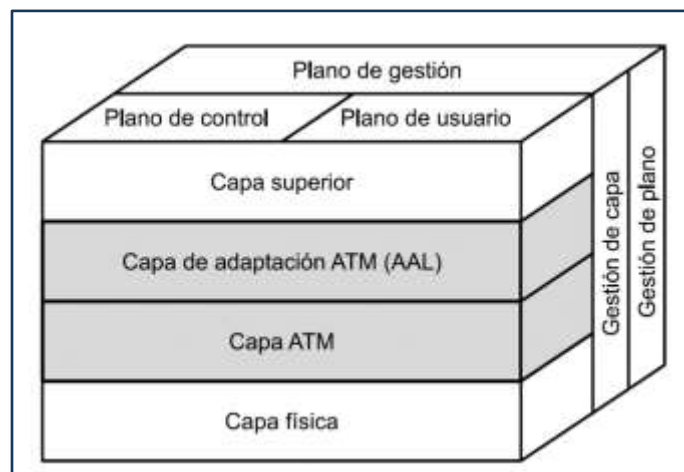 Plano de gestión
Plano de control
Plano de usuario
Capa superior
Capa de adaptación ATM (AAL)
Capa ATM
Capa física
Gestión de capa
Gestión de plano